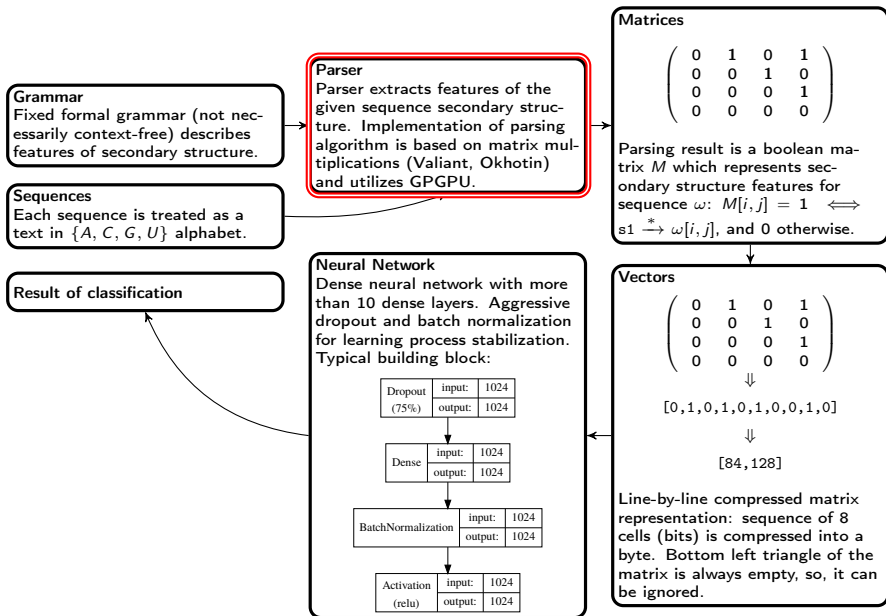 Grammar
Fixed formal grammar (not nec-
essarily context-free) describes
features of secondary structure.
Sequences
Each sequence is treated as a
text in {A, C, G, U} alphabet.
Parser
Parser extracts features of the
given sequence secondary struc-
ture. Implementation of parsing
algorithm is based on matrix mul-
tiplications (Valiant, Okhotin)
and utilizes GPGPU.
Matrices
0 1 0 1
0 0 1 0
0 0 0 1
0 0 0 0
Parsing result is a boolean ma-
trix M which represents sec-
ondary structure features for
sequence ω: M[i, j] = 1 ⟺
s1 →* ω[i, j], and 0 otherwise.
Vectors
0 1 0 1
0 0 1 0
0 0 0 1
0 0 0 0
⇓
[0,1,0,1,0,1,0,0,1,0]
⇓
[84,128]
Line-by-line compressed matrix
representation: sequence of 8
cells (bits) is compressed into a
byte. Bottom left triangle of the
matrix is always empty, so, it can
be ignored.
Neural Network
Dense neural network with more
than 10 dense layers. Aggressive
dropout and batch normalization
for learning process stabilization.
Typical building block:
Dropout (75%) input: 1024
output: 1024
Dense input: 1024
output: 1024
BatchNormalization input: 1024
output: 1024
Activation (relu) input: 1024
output: 1024
Result of classification